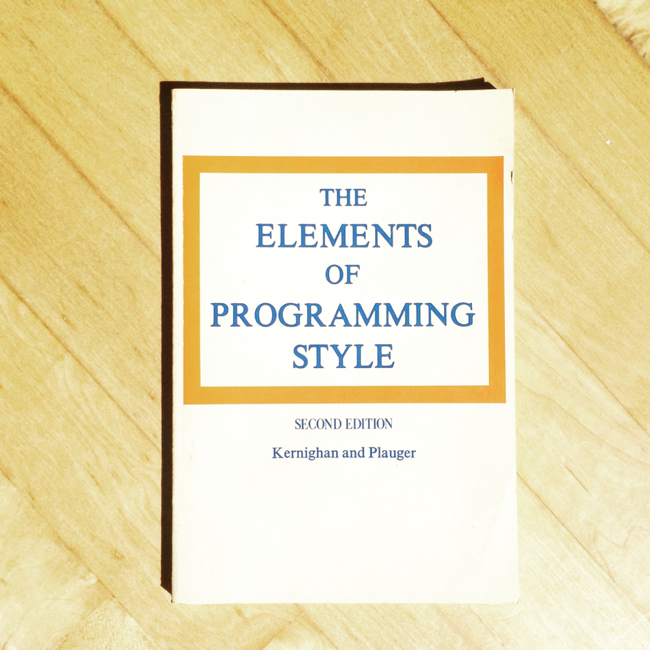 THE
ELEMENTS
OF
PROGRAMMING
STYLE
SECOND EDITION
Kernighan and Plauger